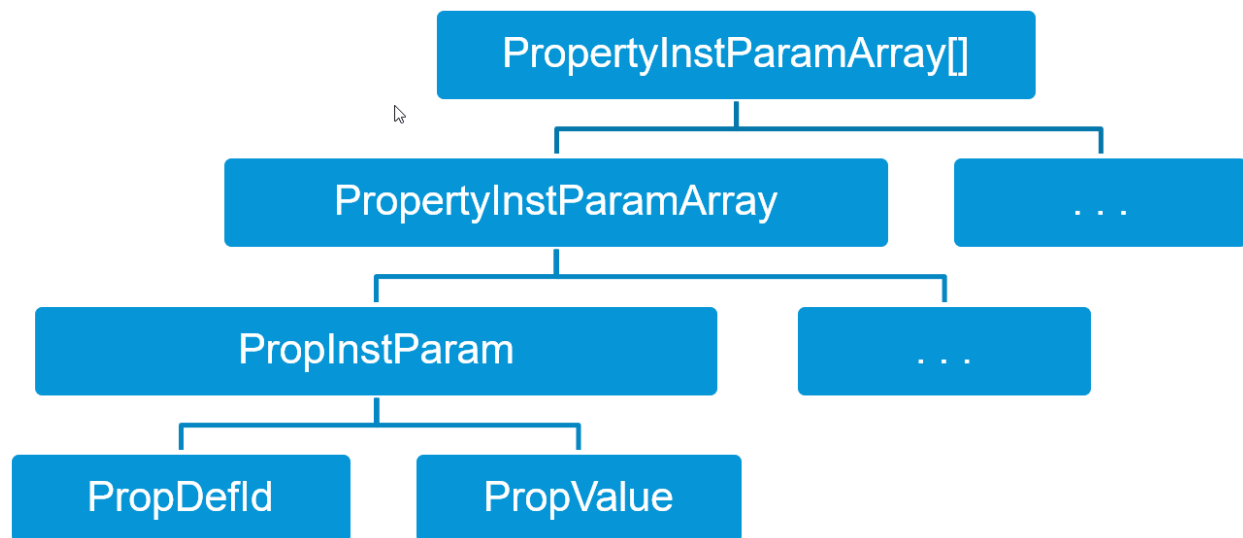 PropertyInstParamArray[]
PropertyInstParamArray
. . .
PropInstParam
. . .
PropDefId
PropValue